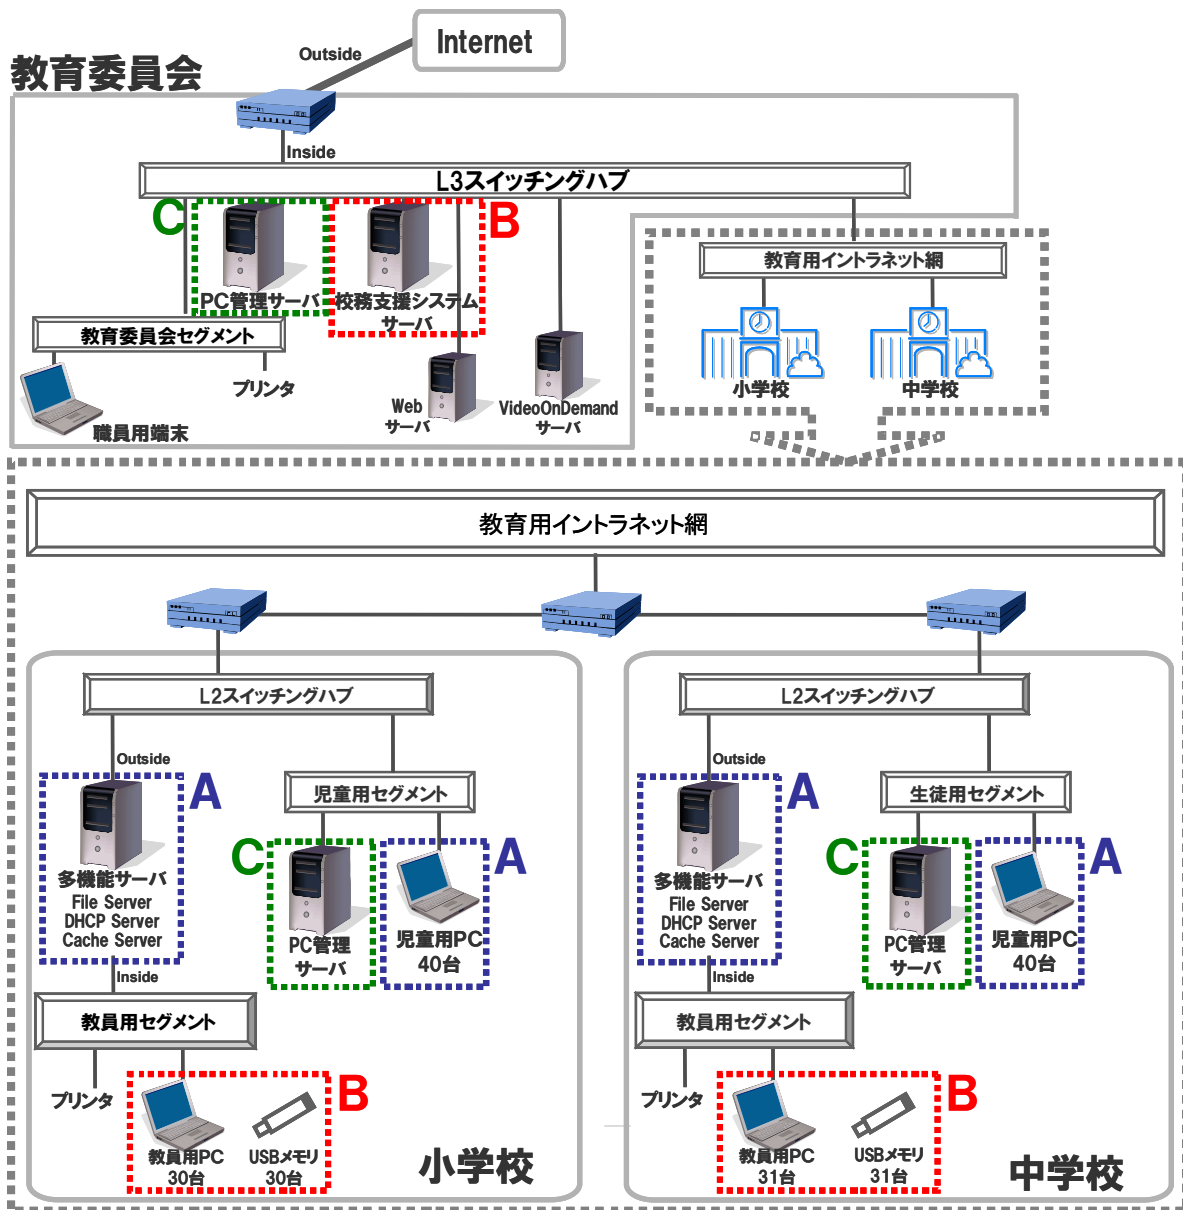 Internet
Outside
教育委員会
Inside
L3スイッチングハブ
C
B
PC管理サーバ
校務支援システム
サーバ
教育委員会セグメント
プリンタ
職員用端末
Web
サーバ
VideoOnDemand
サーバ
教育用イントラネット網
小学校
中学校
教育用イントラネット網
L2スイッチングハブ
Outside
A
児童用セグメント
多機能サーバ
File Server
DHCP Server
Cache Server
C
PC管理
サーバ
A
児童用PC
40台
Inside
教員用セグメント
プリンタ
教員用PC
30台
USBメモリ
30台
B
小学校
L2スイッチングハブ
Outside
A
生徒用セグメント
多機能サーバ
File Server
DHCP Server
Cache Server
C
PC管理
サーバ
A
児童用PC
40台
Inside
教員用セグメント
プリンタ
教員用PC
31台
USBメモリ
31台
B
中学校